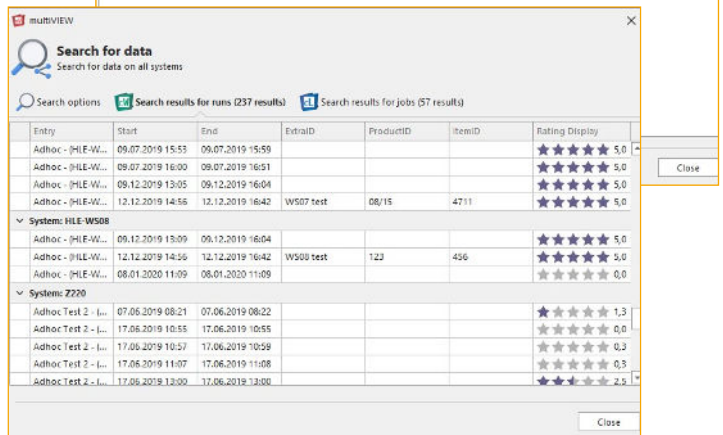 multiVIEW
Search for data
Search for data on all systems
Search options Search results for runs (237 results) Search results for jobs (57 results)
Entry Start End ExtraID ProductID ItemID Rating Display
Adhoc - (HLE-W... 09.07.2019 15:53 09.07.2019 15:59 5,0
Adhoc - (HLE-W... 09.07.2019 16:00 09.07.2019 16:51 5,0
Adhoc - (HLE-W... 09.12.2019 13:05 09.12.2019 16:04 5,0
Adhoc - (HLE-W... 12.12.2019 14:56 12.12.2019 16:42 WS07 test 08/15 4711 5,0
System: HLE-WS08
Adhoc - (HLE-W... 09.12.2019 13:09 09.12.2019 16:04 5,0
Adhoc - (HLE-W... 12.12.2019 14:56 12.12.2019 16:42 WS08 test 123 456 5,0
Adhoc - (HLE-W... 08.01.2020 11:09 08.01.2020 11:09 0,0
System: Z220
Adhoc Test 2 - (... 07.06.2019 08:21 07.06.2019 08:22 1,3
Adhoc Test 2 - (... 17.06.2019 10:55 17.06.2019 10:55 0,0
Adhoc Test 2 - (... 17.06.2019 10:57 17.06.2019 10:59 0,3
Adhoc Test 2 - (... 17.06.2019 11:07 17.06.2019 11:08 0,3
Adhoc Test 2 - (... 17.06.2019 13:00 17.06.2019 13:00 2,5
Close
Close